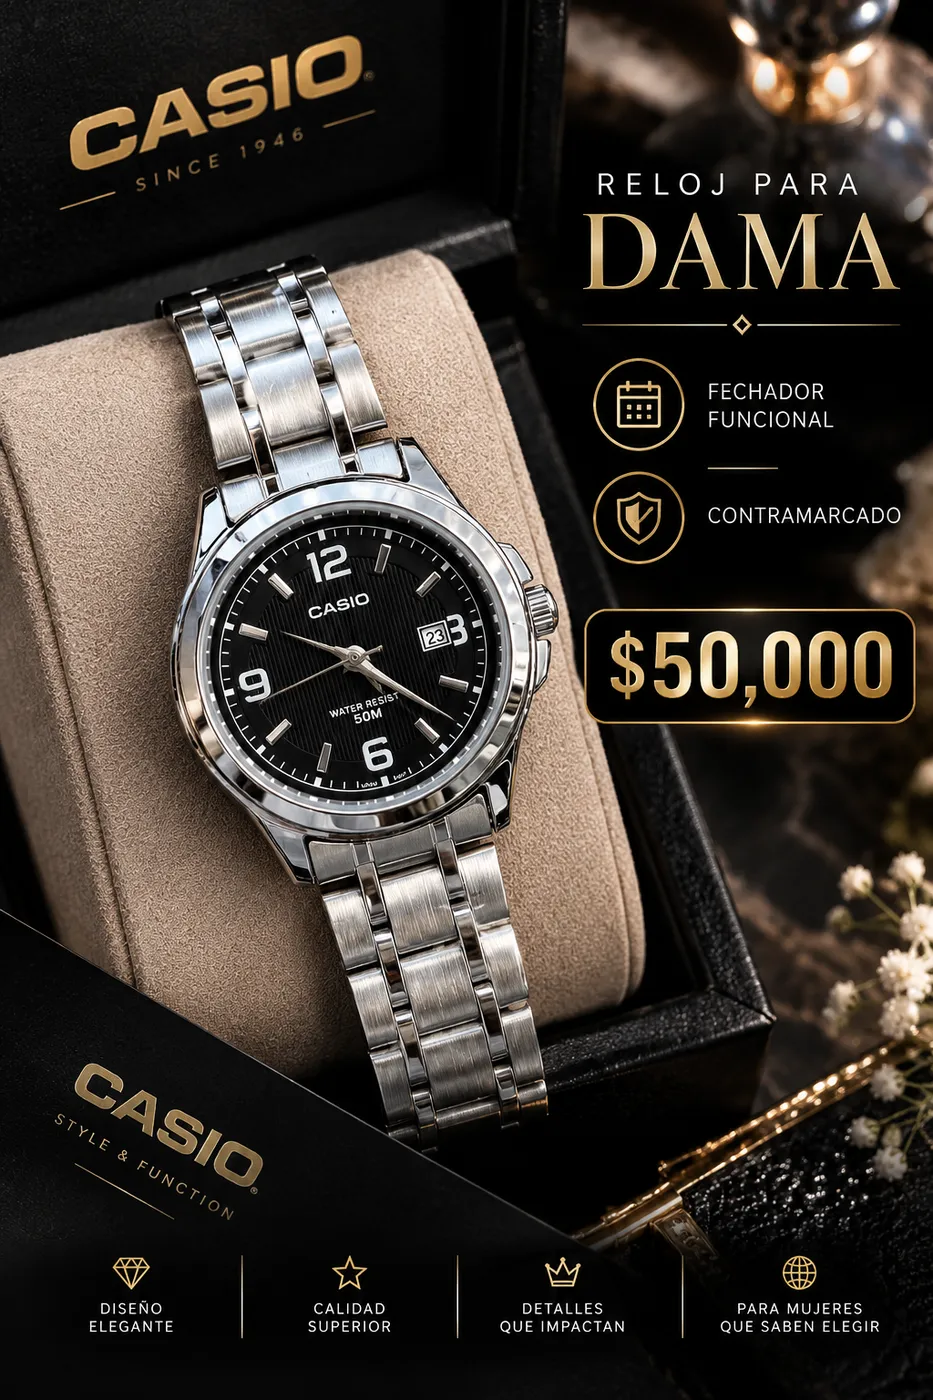 CASIO
SINCE 1946
RELOJ PARA
DAMA
FECHADOR
FUNCIONAL
CONTRAMARCADO
$50,000
12
CASIO
23 3
9
WATER RESIST
50M
6
CASIO®
STYLE & FUNCTION
DISEÑO
ELEGANTE
CALIDAD
SUPERIOR
DETALLES
QUE IMPACTAN
PARA MUJERES
QUE SABEN ELEGIR